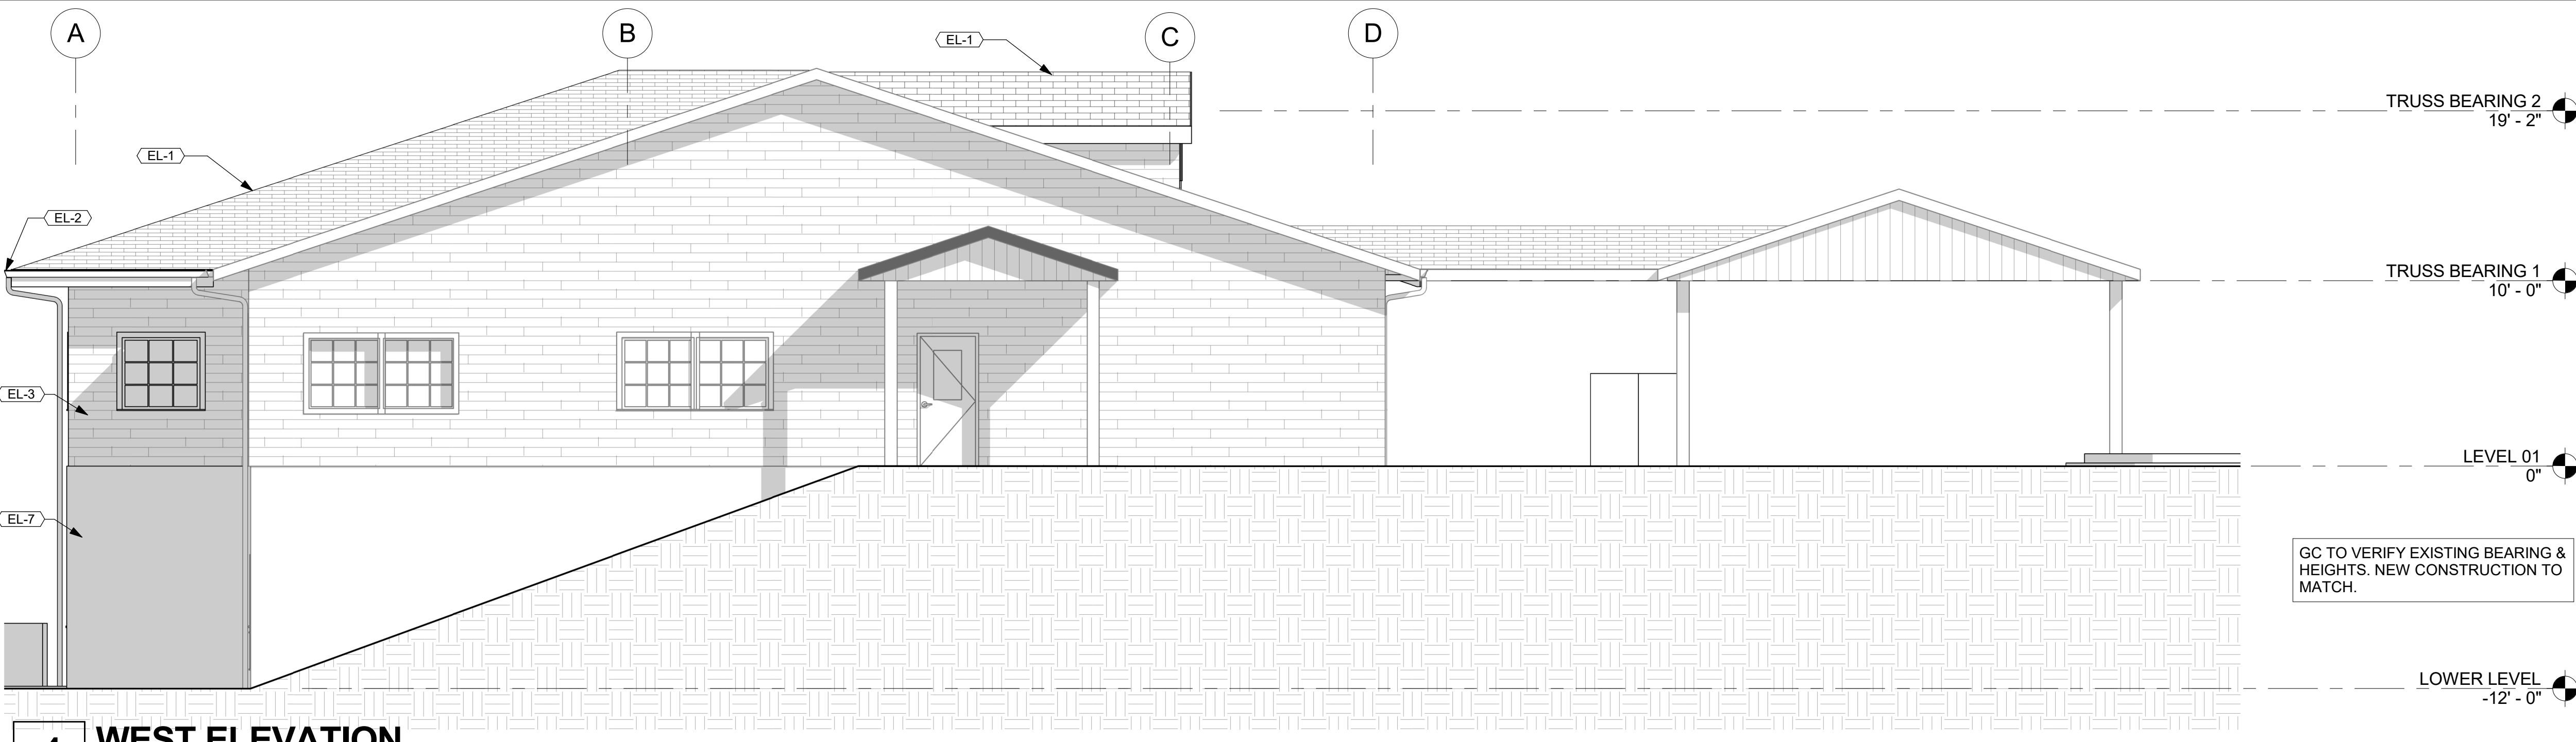 A
B
EL-1
C
D
TRUSS BEARING 2
19' - 2"
EL-1
EL-2
TRUSS BEARING 1
10' - 0"
EL-3
LEVEL 01
0"
EL-7
GC TO VERIFY EXISTING BEARING &
HEIGHTS. NEW CONSTRUCTION TO
MATCH.
LOWER LEVEL
-12' - 0"
WEST ELEVATION